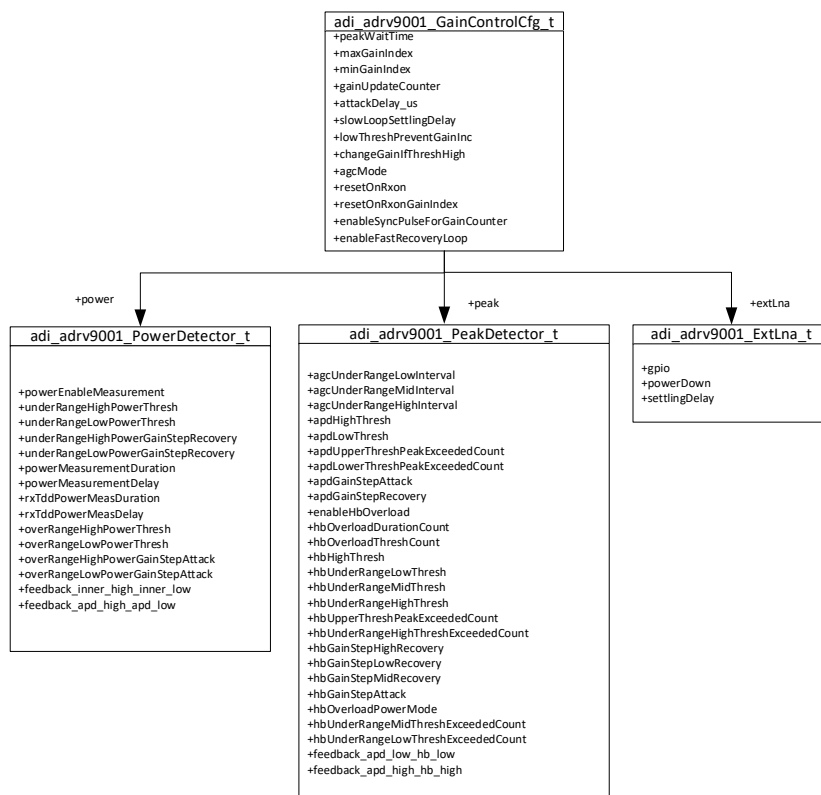 adi_adrv9001_GainControlCfg_t
+peakWaitTime
+maxGainIndex
+minGainIndex
+gainUpdateCounter
+attackDelay_us
+slowLoopSettlingDelay
+lowThreshPreventGainInc
+changeGainIfThreshHigh
+agcMode
+resetOnRxon
+resetOnRxonGainIndex
+enableSyncPulseForGainCounter
+enableFastRecoveryLoop
+power
+peak
+extLna
adi_adrv9001_PowerDetector_t
+powerEnableMeasurement
+underRangeHighPowerThresh
+underRangeLowPowerThresh
+underRangeHighPowerGainStepRecovery
+underRangeLowPowerGainStepRecovery
+powerMeasurementDuration
+powerMeasurementDelay
+rxTddPowerMeasDuration
+rxTddPowerMeasDelay
+overRangeHighPowerThresh
+overRangeLowPowerThresh
+overRangeHighPowerGainStepAttack
+overRangeLowPowerGainStepAttack
+feedback_inner_high_inner_low
+feedback_apd_high_apd_low
adi_adrv9001_PeakDetector_t
+agcUnderRangeLowInterval
+agcUnderRangeMidInterval
+agcUnderRangeHighInterval
+apdHighThresh
+apdLowThresh
+apdUpperThreshPeakExceededCount
+apdLowerThreshPeakExceededCount
+apdGainStepAttack
+apdGainStepRecovery
+enableHbOverload
+hbOverloadDurationCount
+hbOverloadThreshCount
+hbHighThresh
+hbUnderRangeLowThresh
+hbUnderRangeMidThresh
+hbUnderRangeHighThresh
+hbUpperThreshPeakExceededCount
+hbUnderRangeHighThreshExceededCount
+hbGainStepHighRecovery
+hbGainStepLowRecovery
+hbGainStepMidRecovery
+hbGainStepAttack
+hbOverloadPowerMode
+hbUnderRangeMidThreshExceededCount
+hbUnderRangeLowThreshExceededCount
+feedback_apd_low_hb_low
+feedback_apd_high_hb_high
adi_adrv9001_ExtLna_t
+gpio
+powerDown
+settlingDelay